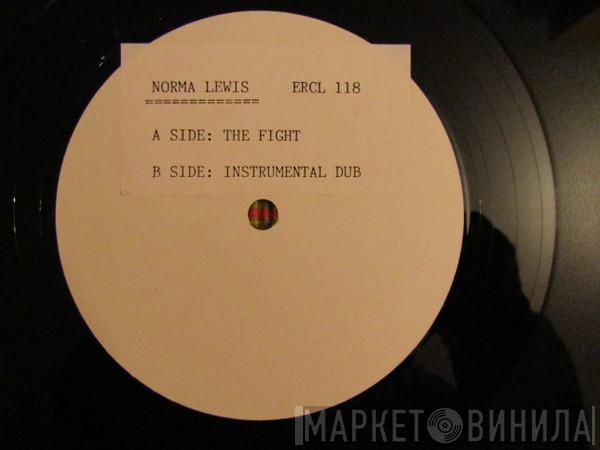 NORMA LEWIS ERCL 118
=============
A SIDE: THE FIGHT
B SIDE: INSTRUMENTAL DUB
МАРКЕТ ВИНИЛА